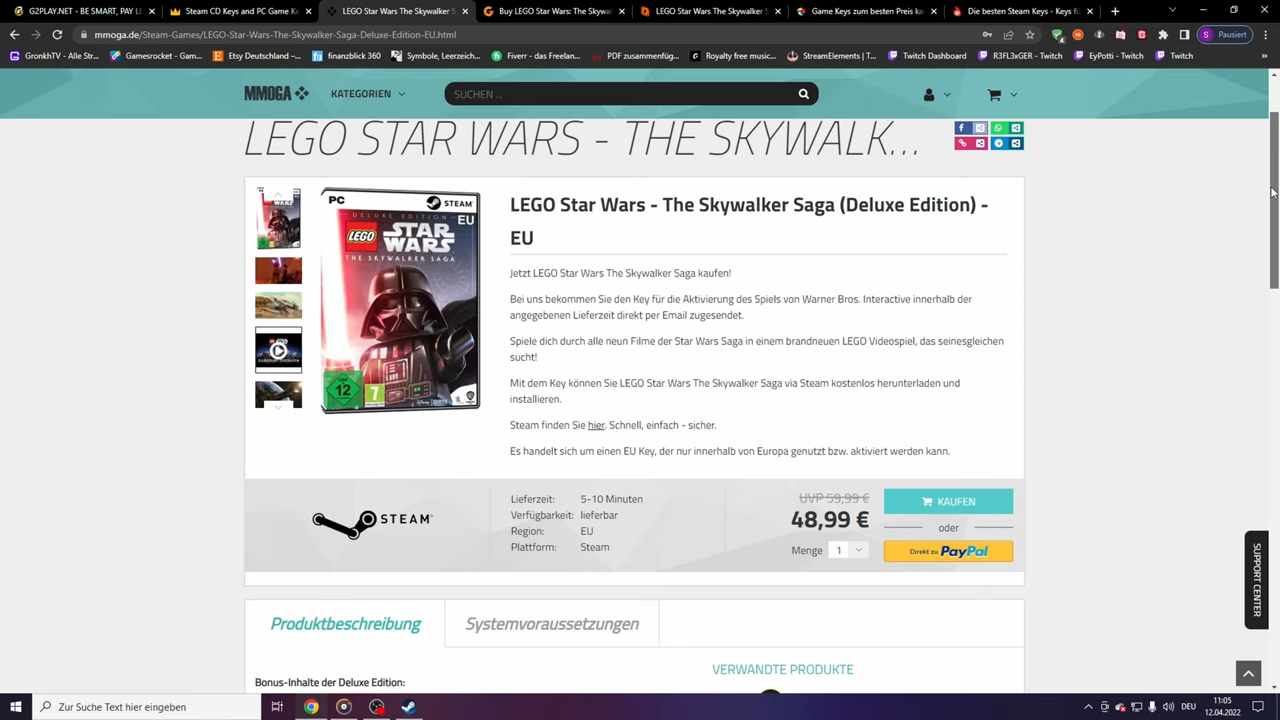 G2PLAY.NET - BE SMART, PAY L
Steam CD Keys and PC Games K
LEGO Star Wars - The Skywalker S
Buy LEGO Star Wars: The Skywal
LEGO Star Wars The Skywalker S
Game Keys zum besten Preis ka
Die besten Steam Keys - Keys fü
mmoga.de/Steam-Games/LEGO-Star-Wars-The-Skywalker-Saga-Deluxe-Edition-EU.html
S Pausiert
GronkhTV - Alle Str...
Gamesrocket - Gam...
Etsy Deutschland –...
finanzblick 360
Symbole, Leerzeich...
Fiverr - das Freelan...
PDF zusammenfüg...
Royalty free music...
StreamElements | ...
Twitch Dashboard
R3FL3xGER - Twitch
EyPotti - Twitch
Twitch
MMOGA
KATEGORIEN
SUCHEN ...
LEGO STAR WARS - THE SKYWALK...
PC
STEAM
EU
DELUXE EDITION
LEGO STAR WARS
THE SKYWALKER SAGA
12
7
LEGO Star Wars - The Skywalker Saga (Deluxe Edition) -
EU
Jetzt LEGO Star Wars The Skywalker Saga kaufen!
Bei uns bekommen Sie den Key für die Aktivierung des Spiels von Warner Bros. Interactive innerhalb der
angegebenen Lieferzeit direkt per Email zugesendet.
Spiele dich durch alle neun Filme der Star Wars Saga in einem brandneuen LEGO Videospiel, das seinesgleichen
sucht!
Mit dem Key können Sie LEGO Star Wars The Skywalker Saga via Steam kostenlos herunterladen und
installieren.
Steam finden Sie hier. Schnell, einfach - sicher.
Es handelt sich um einen EU Key, der nur innerhalb von Europa genutzt bzw. aktiviert werden kann.
STEAM
Lieferzeit: 5-10 Minuten
Verfügbarkeit: lieferbar
Region: EU
Plattform: Steam
UVP 59,99 €
48,99 €
Menge 1
KAUFEN
oder
Direkt zu PayPal
SUPPORT CENTER
Produktbeschreibung
Systemvoraussetzungen
VERWANDTE PRODUKTE
Bonus-Inhalte der Deluxe Edition:
Zur Suche Text hier eingeben
DEU
11:05
12.04.2022